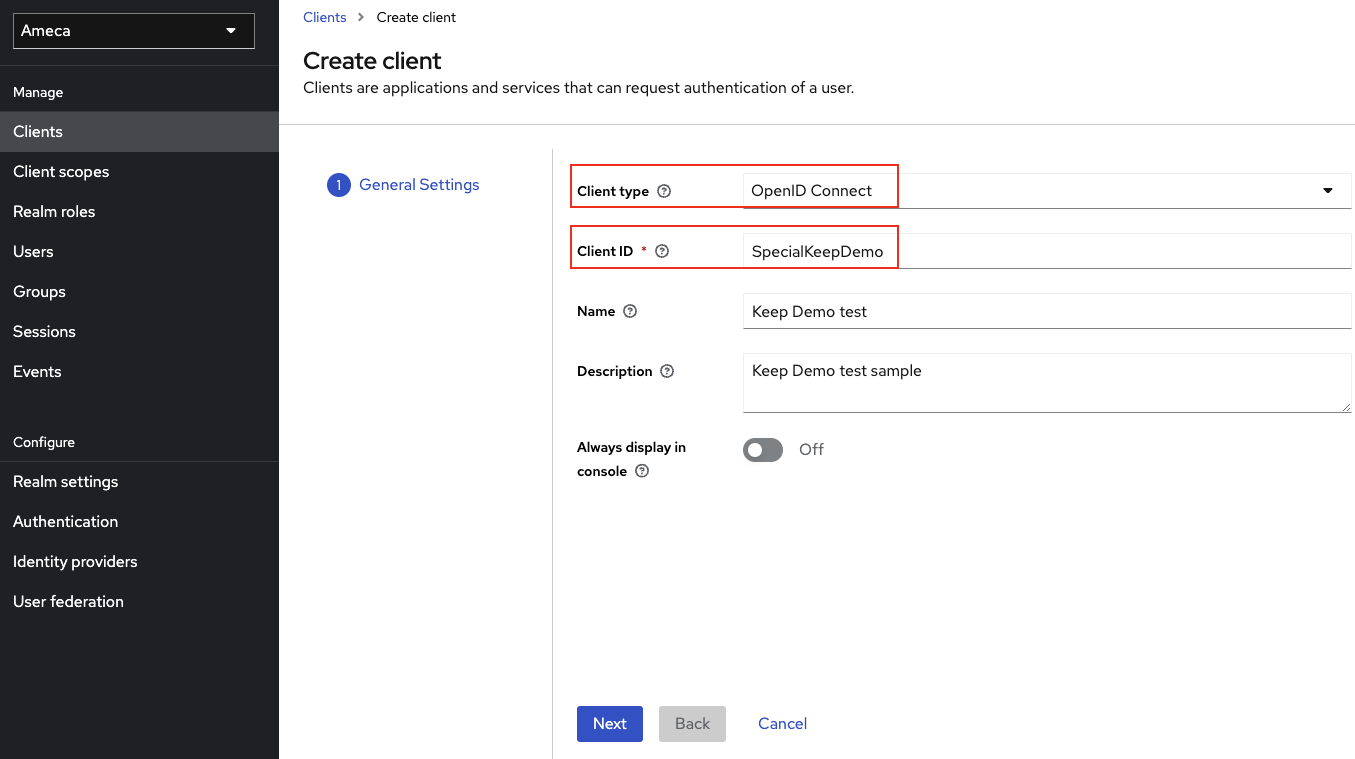 Ameca
Manage
Clients
Client scopes
Realm roles
Users
Groups
Sessions
Events
Configure
Realm settings
Authentication
Identity providers
User federation
Clients > Create client
Create client
Clients are applications and services that can request authentication of a user.
1 General Settings
Client type ? OpenID Connect
Client ID * ? SpecialKeepDemo
Name ? Keep Demo test
Description ? Keep Demo test sample
Always display in
console ? Off
Next Back Cancel